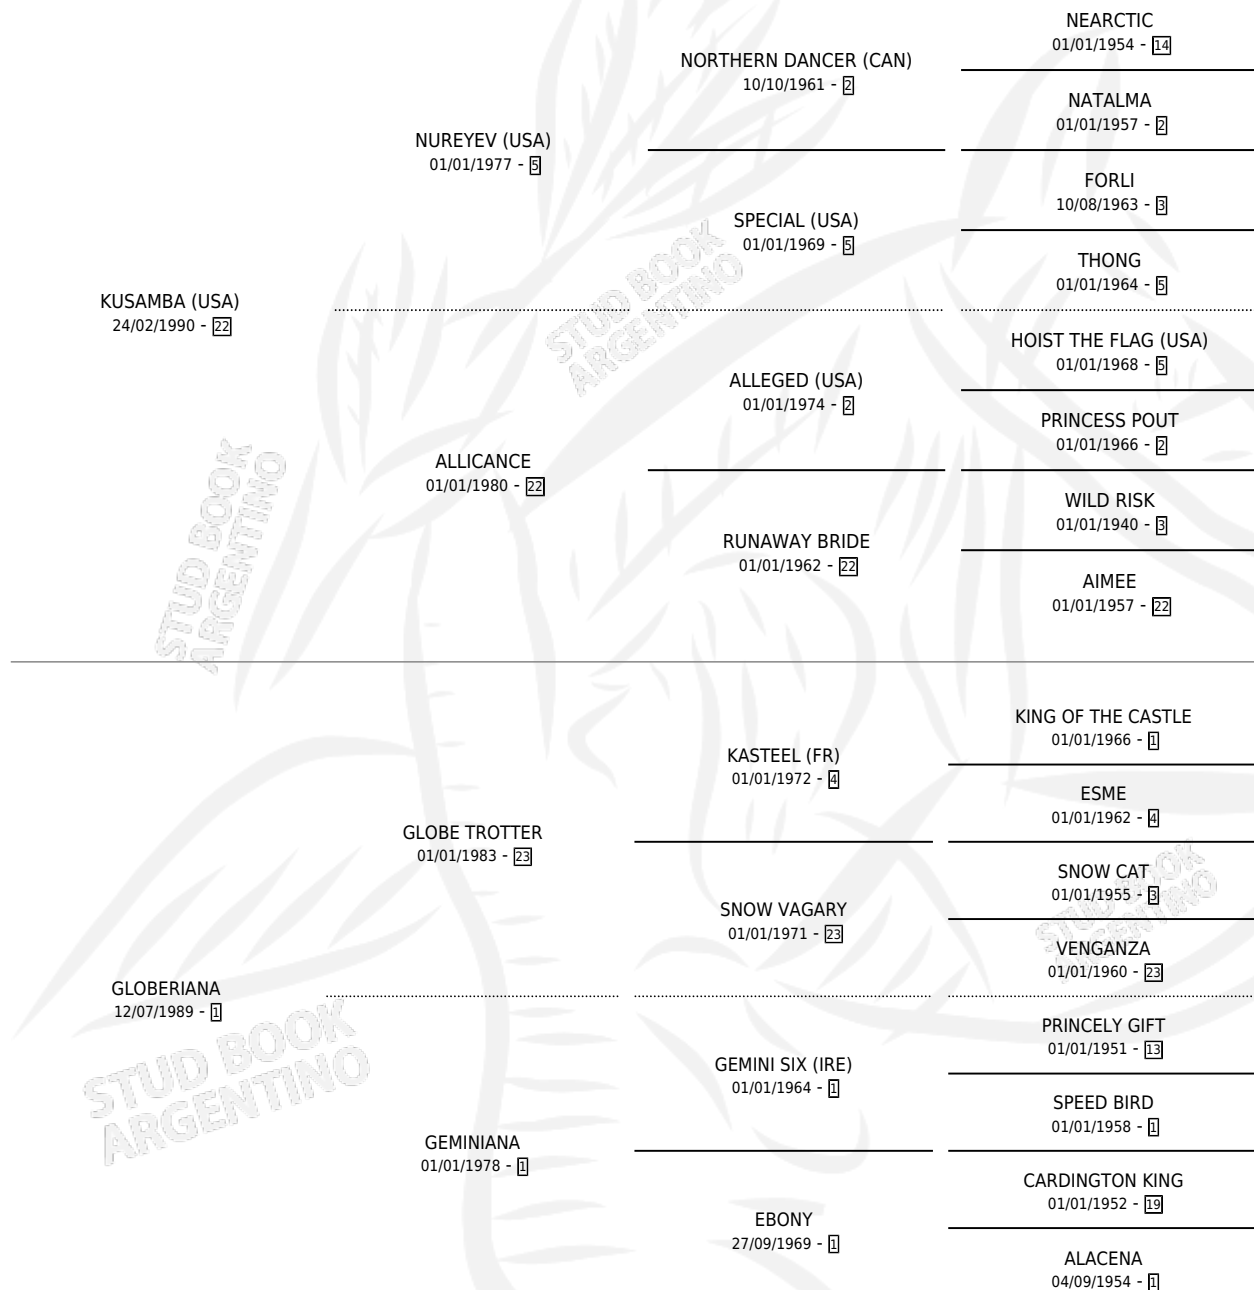 NEARCTIC
01/01/1954 - 14
NORTHERN DANCER (CAN)
10/10/1961 - 2
NATALMA
01/01/1957 - 2
NUREYEV (USA)
01/01/1977 - 5
FORLI
10/08/1963 - 3
SPECIAL (USA)
01/01/1969 - 5
THONG
01/01/1964 - 5
KUSAMBA (USA)
24/02/1990 - 22
STUD BOOK
ARGENTINO
HOIST THE FLAG (USA)
01/01/1968 - 5
ALLEGED (USA)
01/01/1974 - 2
PRINCESS POUT
01/01/1966 - 2
ALLICANCE
01/01/1980 - 22
WILD RISK
01/01/1940 - 3
RUNAWAY BRIDE
01/01/1962 - 22
AIMEE
01/01/1957 - 22
STUD BOOK
ARGENTINO
KING OF THE CASTLE
01/01/1966 - 1
KASTEEL (FR)
01/01/1972 - 4
ESME
01/01/1962 - 4
GLOBE TROTTER
01/01/1983 - 23
SNOW CAT
01/01/1955 - 3
SNOW VAGARY
01/01/1971 - 23
STUD BOOK
ARGENTINO
VENGANZA
01/01/1960 - 23
GLOBERIANA
12/07/1989 - 1
PRINCELY GIFT
01/01/1951 - 13
GEMINI SIX (IRE)
01/01/1964 - 1
STUD BOOK
ARGENTINO
SPEED BIRD
01/01/1958 - 1
GEMINIANA
01/01/1978 - 1
CARDINGTON KING
01/01/1952 - 19
EBONY
27/09/1969 - 1
ALACENA
04/09/1954 - 1